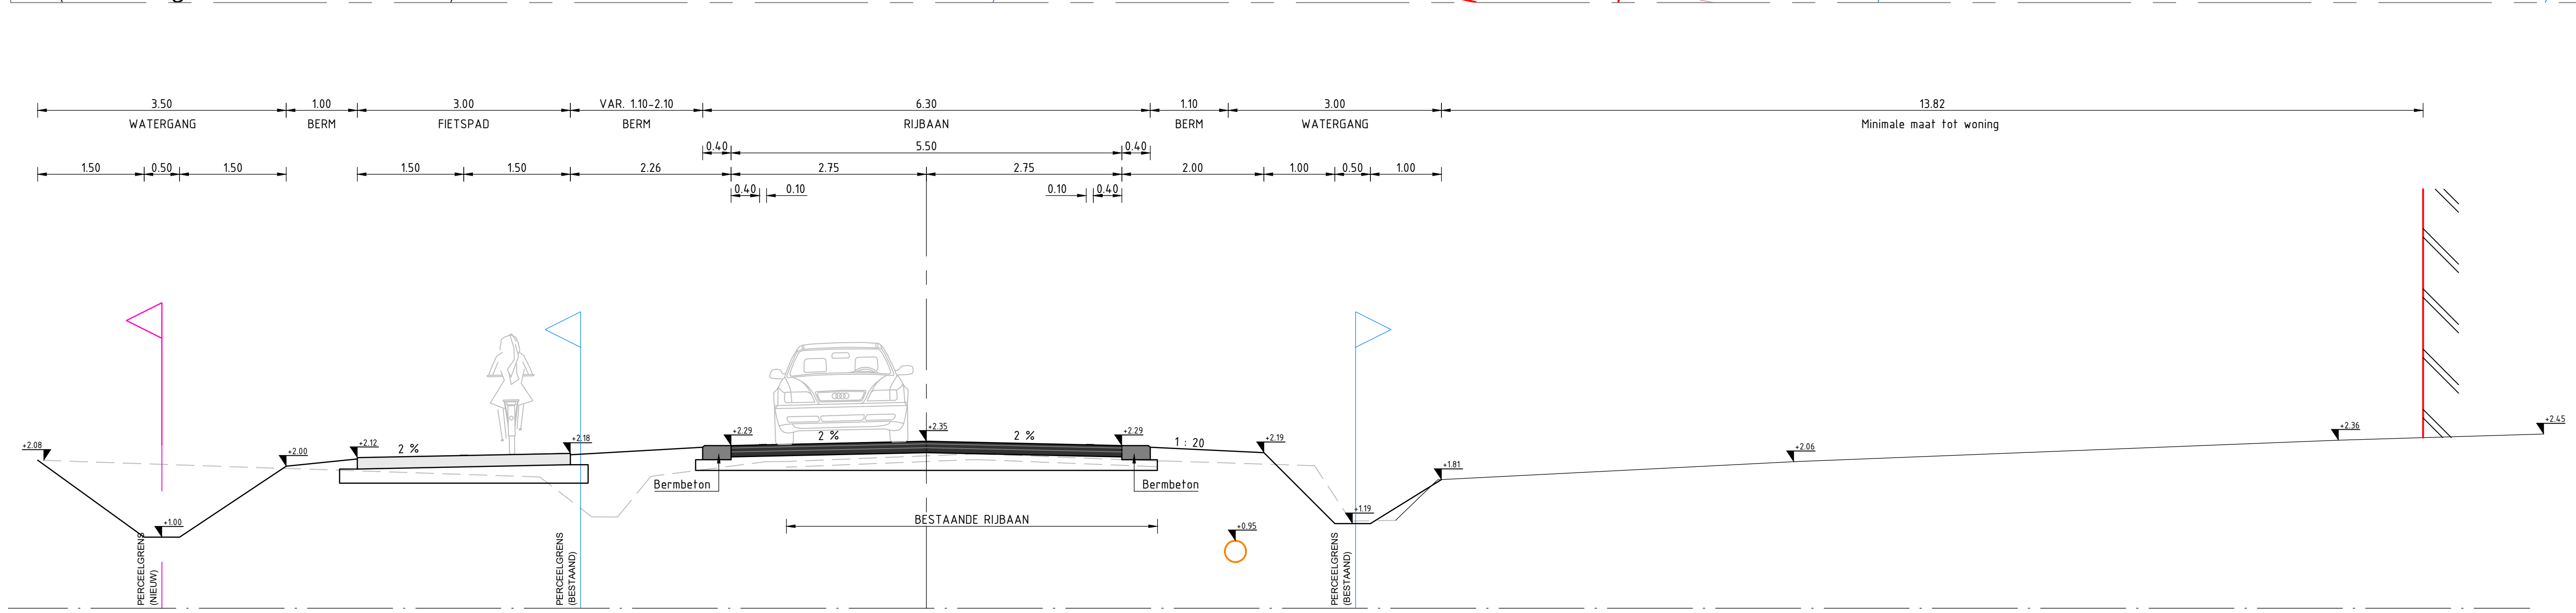 3.50 1.00 3.00 VAR. 1.10-2.10 6.30 1.10 3.00 13.82
WATERGANG BERM FIETSPAD BERM RIJBAAN BERM WATERGANG Minimale maat tot woning
0.40 5.50 0.40
1.50 0.50 1.50 1.50 1.50 2.26 2.75 2.75 2.00 1.00 0.50 1.00
0.40 0.10 0.10 0.40
+2.08 +2.00 +2.12 2 % +2.18 +2.29 2 % +2.35 2 % +2.29 1 : 20 +2.19 +1.81 +2.06 +2.36 +2.45
Bermbeton Bermbeton
+1.00 BESTAANDE RIJBAAN +0.95 +1.19
PERCEELGRENS
(NIEUW)
PERCEELGRENS
(BESTAAND)
PERCEELGRENS
(BESTAAND)